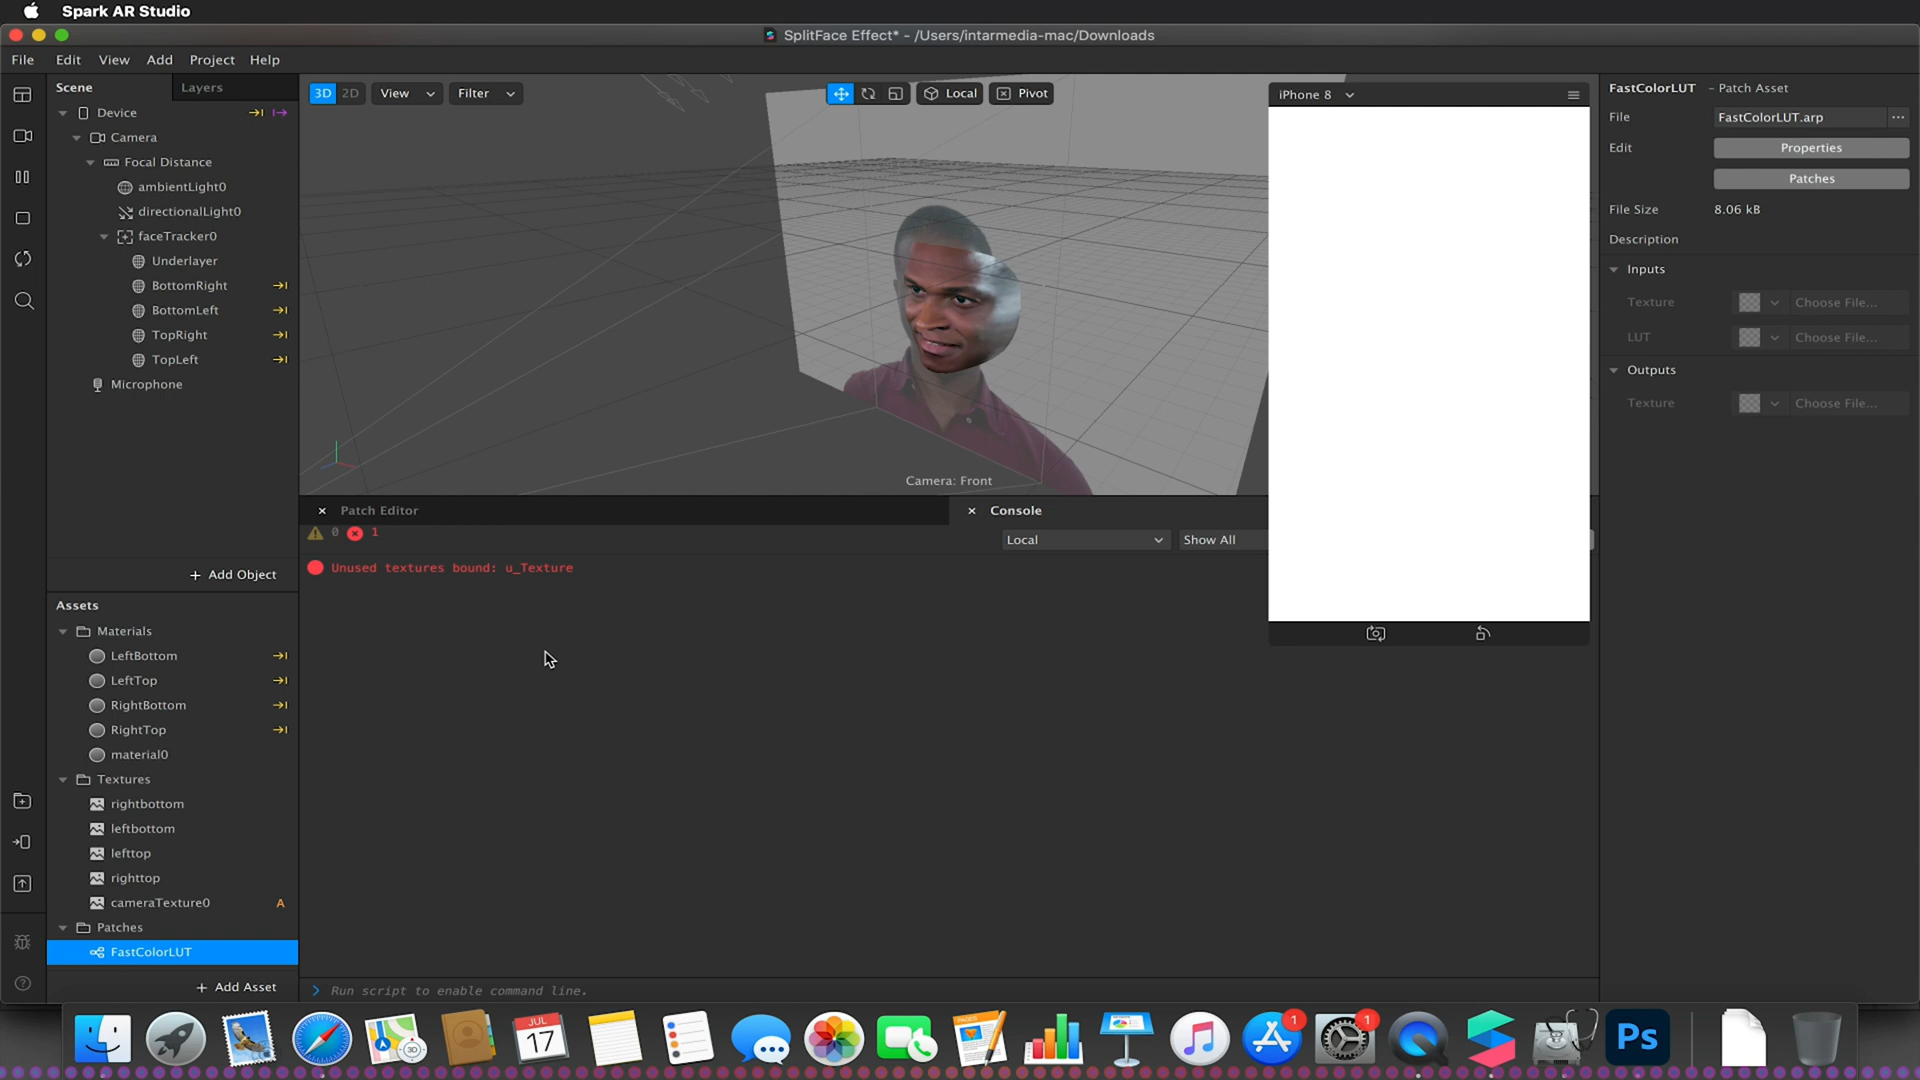 Spark AR Studio
SplitFace Effect* - /Users/intarmedia-mac/Downloads
File Edit View Add Project Help
Scene
Layers
Device
Camera
Focal Distance
ambientLight0
directionalLight0
faceTracker0
Underlayer
BottomRight
BottomLeft
TopRight
TopLeft
Microphone
+ Add Object
Assets
Materials
LeftBottom
LeftTop
RightBottom
RightTop
material0
Textures
rightbottom
leftbottom
lefttop
righttop
cameraTexture0 A
Patches
FastColorLUT
+ Add Asset
3D 2D View Filter
Local Pivot
Camera: Front
iPhone 8
× Patch Editor
× Console
0 1
Local
Show All
Unused textures bound: u_Texture
> Run script to enable command line.
FastColorLUT - Patch Asset
File FastColorLUT.arp ...
Edit Properties
Patches
File Size 8.06 kB
Description
Inputs
Texture Choose File...
LUT Choose File...
Outputs
Texture Choose File...
3D
JUL
17
PAGES
1
1
Ps